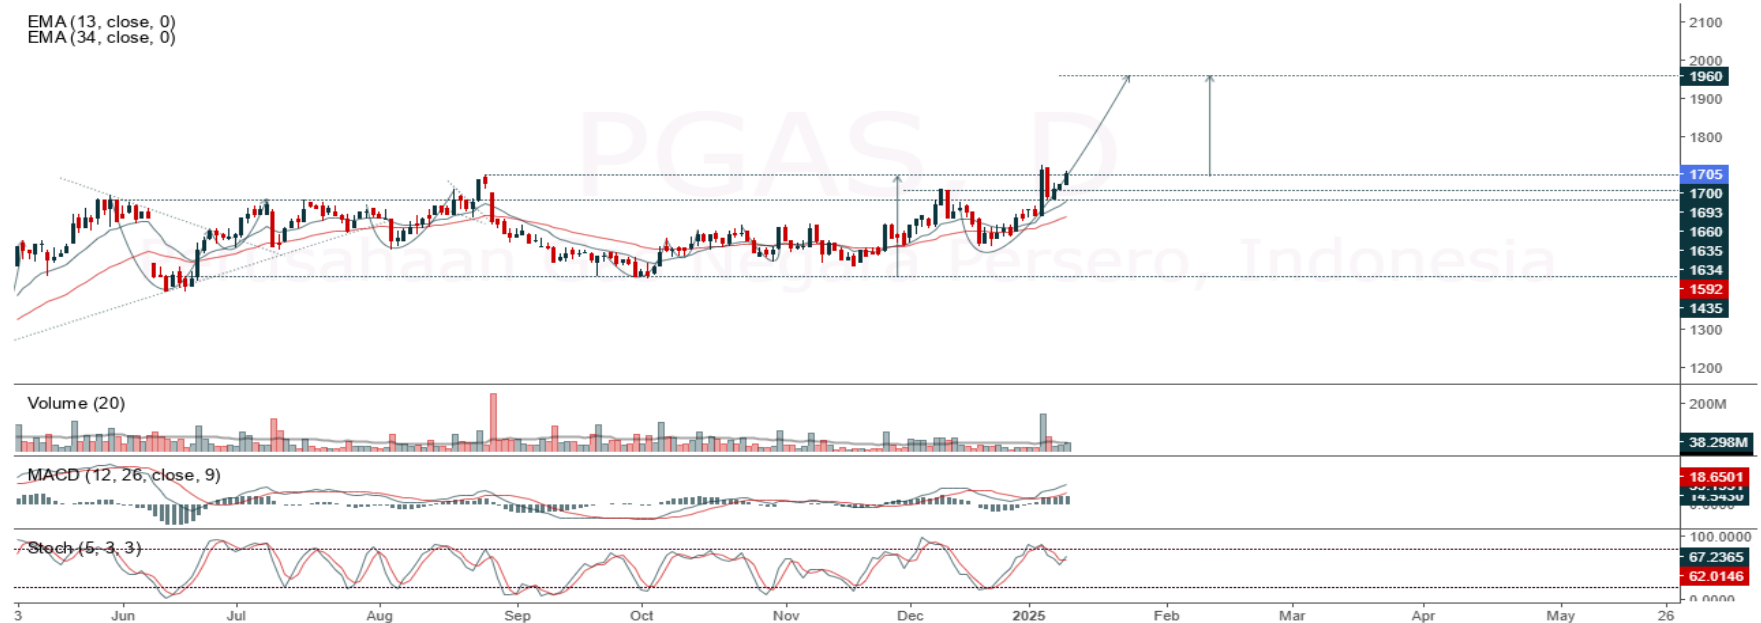 EMA (13, close, 0)
EMA (34, close, 0)
PGAS, D
Negara Persero, Indonesia
2100
2000
1960
1900
1800
1705
1700
1693
1660
1635
1634
1592
1435
1300
1200
Volume (20)
200M
38.298M
MACD (12, 26, close, 9)
18.6501
14.5430
0.0000
Stoch (5, 3, 3)
100.0000
67.2365
62.0146
0.0000
3 Jun Jul Aug Sep Oct Nov Dec 2025 Feb Mar Apr May 26